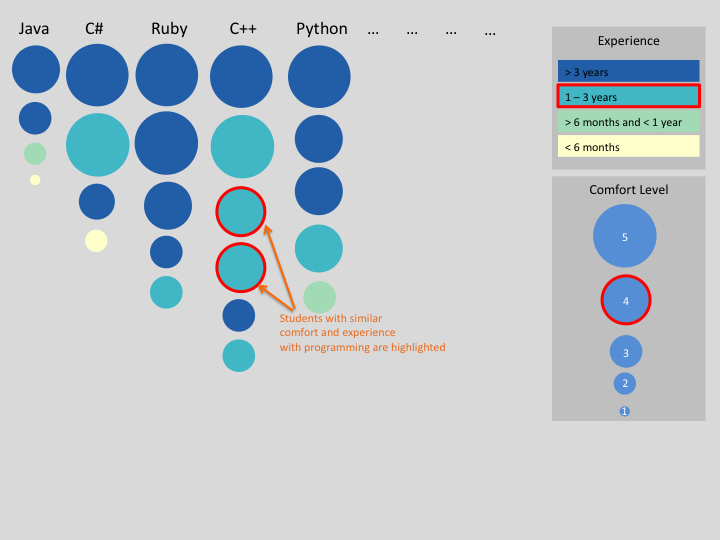 Java C# Ruby C++ Python ... ... ... ...
Experience
> 3 years
1 – 3 years
> 6 months and < 1 year
< 6 months
Comfort Level
5
4
3
2
1
Students with similar
comfort and experience
with programming are highlighted